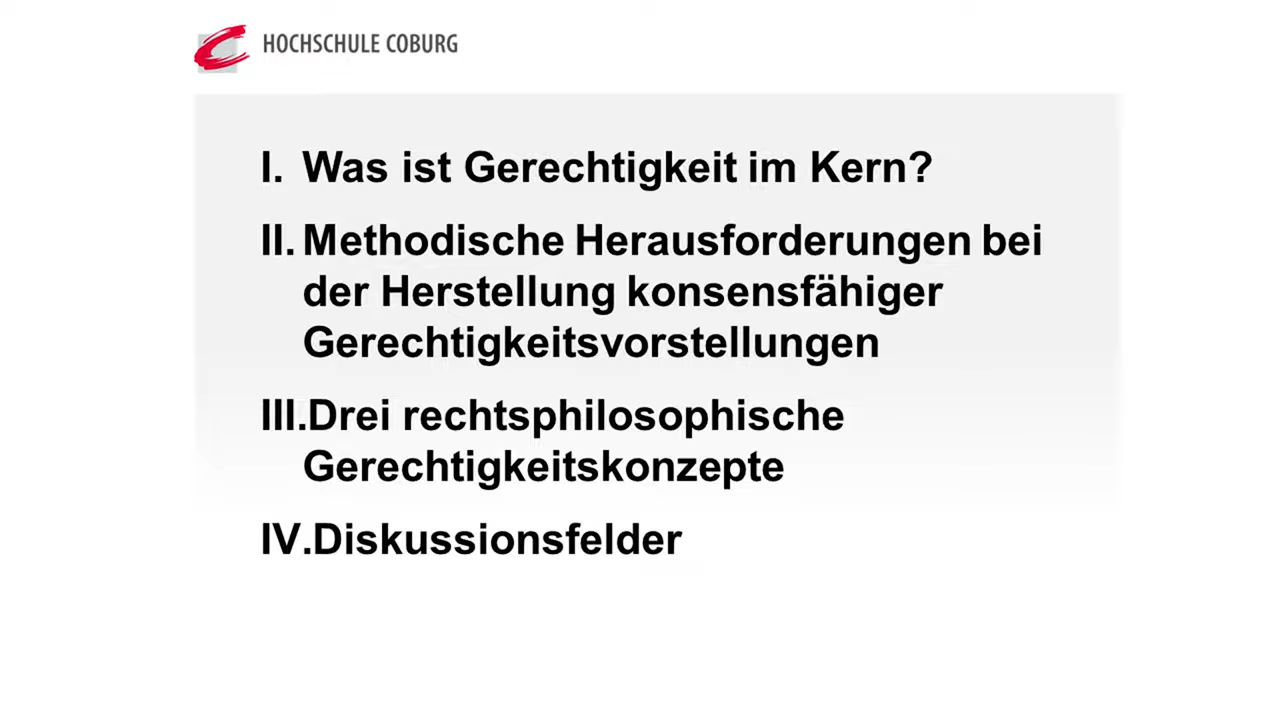 HOCHSCHULE COBURG
I. Was ist Gerechtigkeit im Kern?
II. Methodische Herausforderungen bei
der Herstellung konsensfähiger
Gerechtigkeitsvorstellungen
III.Drei rechtsphilosophische
Gerechtigkeitskonzepte
IV.Diskussionsfelder